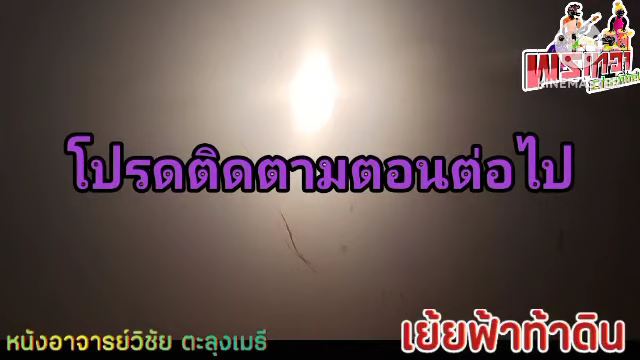 โปรดติดตามตอนต่อไป
หนังอาจารย์วิชัย ตะลุงเมธี
เย้ยฟ้าท้าดิน